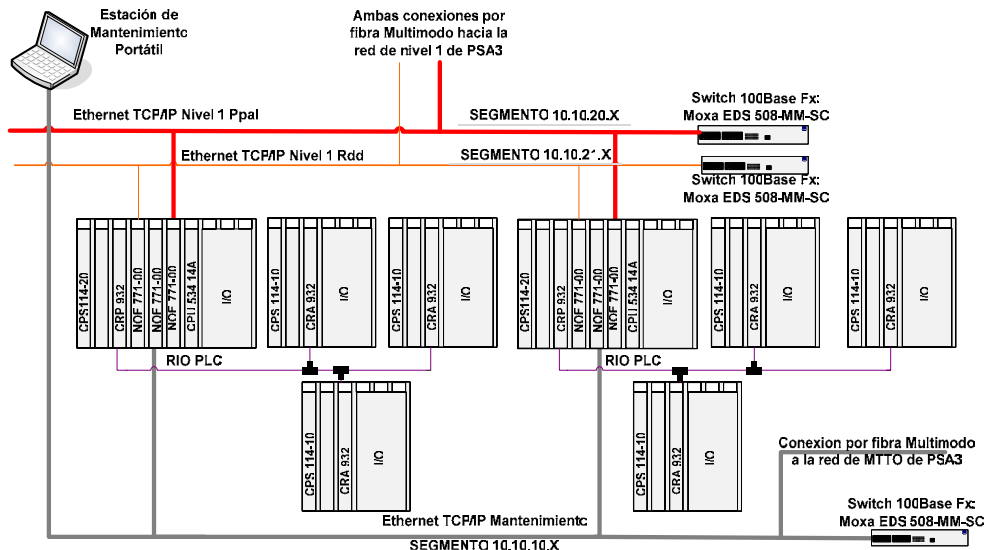 Estación de
Mantenimiento
Portátil
Ambas conexiones por
fibra Multimodo hacia la
red de nivel 1 de PSA3
Switch 100Base Fx:
Moxa EDS 508-MM-SC
Ethernet TCP/IP Nivel 1 Ppal
SEGMENTO 10.10.20.X
Ethernet TCP/IP Nivel 1 Rdd
SEGMENTO 10.10.21.X
Switch 100Base Fx:
Moxa EDS 508-MM-SC
CPS114-20
CRP 932
NOE 771-00
NOE 771-00
NOE 771-00
CPU 534 14A
I/O
CPS 114-10
CRA 932
I/O
CPS 114-10
CRA 932
I/O
CPS114-20
CRP 932
NOE 771-00
NOE 771-00
NOE 771-00
CPU 534 14A
I/O
CPS 114-10
CRA 932
I/O
CPS 114-10
CRA 932
I/O
RIO PLC
RIO PLC
CPS 114-10
CRA 932
I/O
CPS 114-10
CRA 932
I/O
Conexion por fibra Multimodo
a la red de MTTO de PSA3
Switch 100Base Fx:
Moxa EDS 508-MM-SC
Ethernet TCP/IP Mantenimiento
SEGMENTO 10.10.10.X